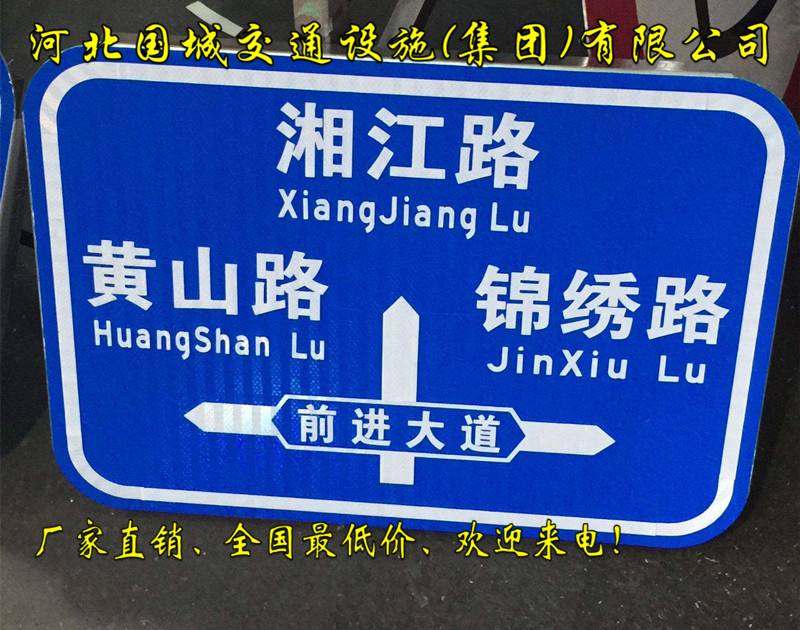 河北国城交通设施(集团)有限公司
湘江路
XiangJiang Lu
黄山路
HuangShan Lu
锦绣路
JinXiu Lu
前进大道
厂家直销、全国最低价、欢迎来电!